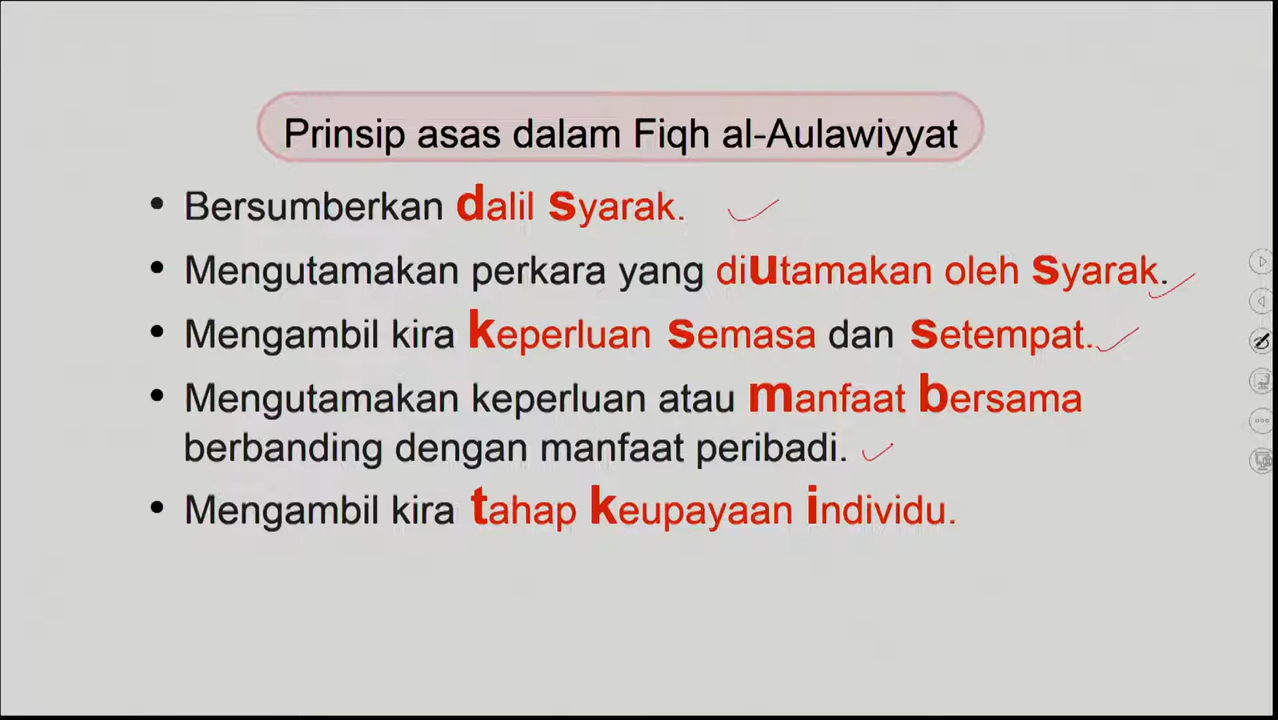 Prinsip asas dalam Fiqh al-Aulawiyyat
• Bersumberkan dalil syarak.
• Mengutamakan perkara yang diutamakan oleh syarak.
• Mengambil kira keperluan semasa dan setempat.
• Mengutamakan keperluan atau manfaat bersama
berbanding dengan manfaat peribadi.
• Mengambil kira tahap keupayaan individu.